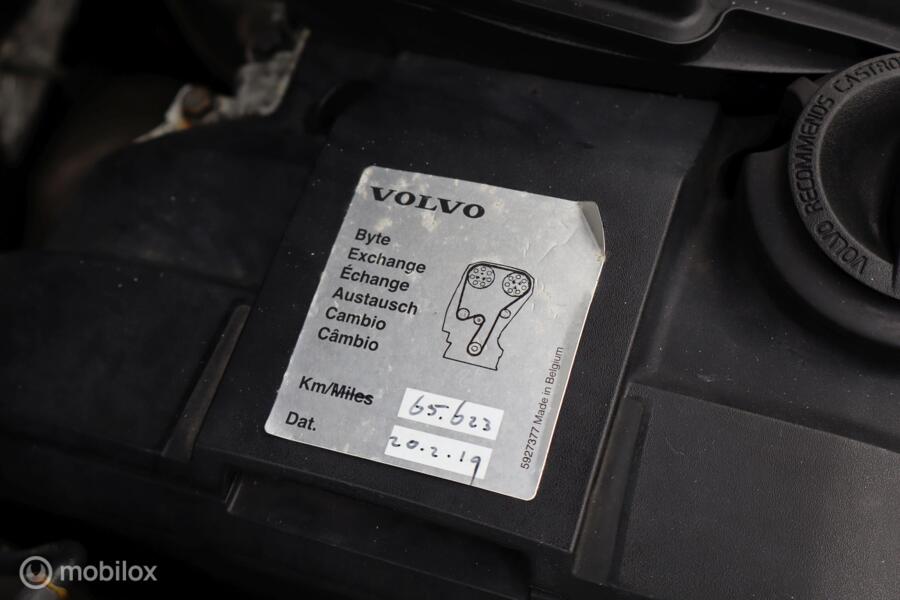 VOLVO
Byte
Exchange
Échange
Austausch
Cambio
Câmbio
Km/Miles
65.623
Dat.
20.2.19
5927377 Made in Belgium
VOLVO RECOMMENDS CASTRO
mobilox